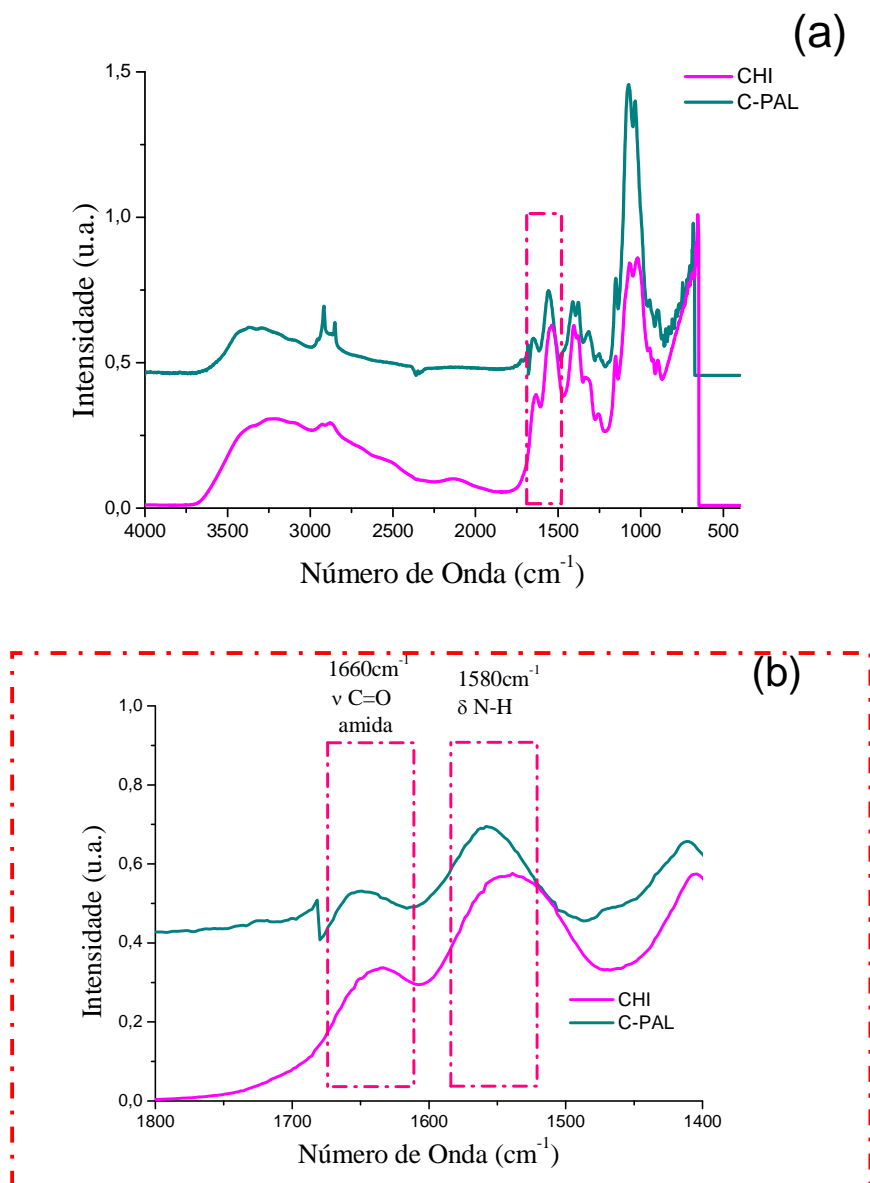 (a)
CHI
C-PAL
1,5
1,0
0,5
0,0
Intensidade (u.a.)
4000 3500 3000 2500 2000 1500 1000 500
Número de Onda (cm-1)
(b)
1660cm-1
ν C=O
amida
1580cm-1
δ N-H
1,0
0,8
0,6
0,4
0,2
0,0
Intensidade (u.a.)
CHI
C-PAL
1800 1700 1600 1500 1400
Número de Onda (cm-1)